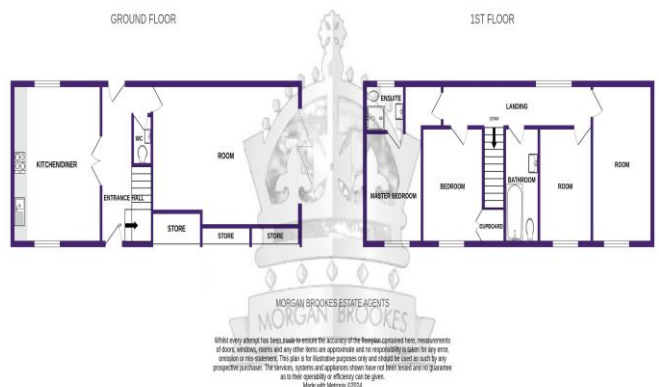 GROUND FLOOR
1ST FLOOR
KITCHEN/DINER
WC
ENTRANCE HALL
ROOM
STORE
STORE
STORE
ENSUITE
LANDING
DOWN
MASTER BEDROOM
BEDROOM
BATHROOM
CUPBOARD
ROOM
ROOM
MORGAN BROOKES ESTATE AGENTS
MORGAN BROOKES
Whilst every attempt has been made to ensure the accuracy of the floorplan contained here, measurements
of doors, windows, rooms and any other items are approximate and no responsibility is taken for any error,
omission or mis-statement. This plan is for illustrative purposes only and should be used as such by any
prospective purchaser. The services, systems and appliances shown have not been tested and no guarantee
as to their operability or efficiency can be given.
Made with Metropix ©2024